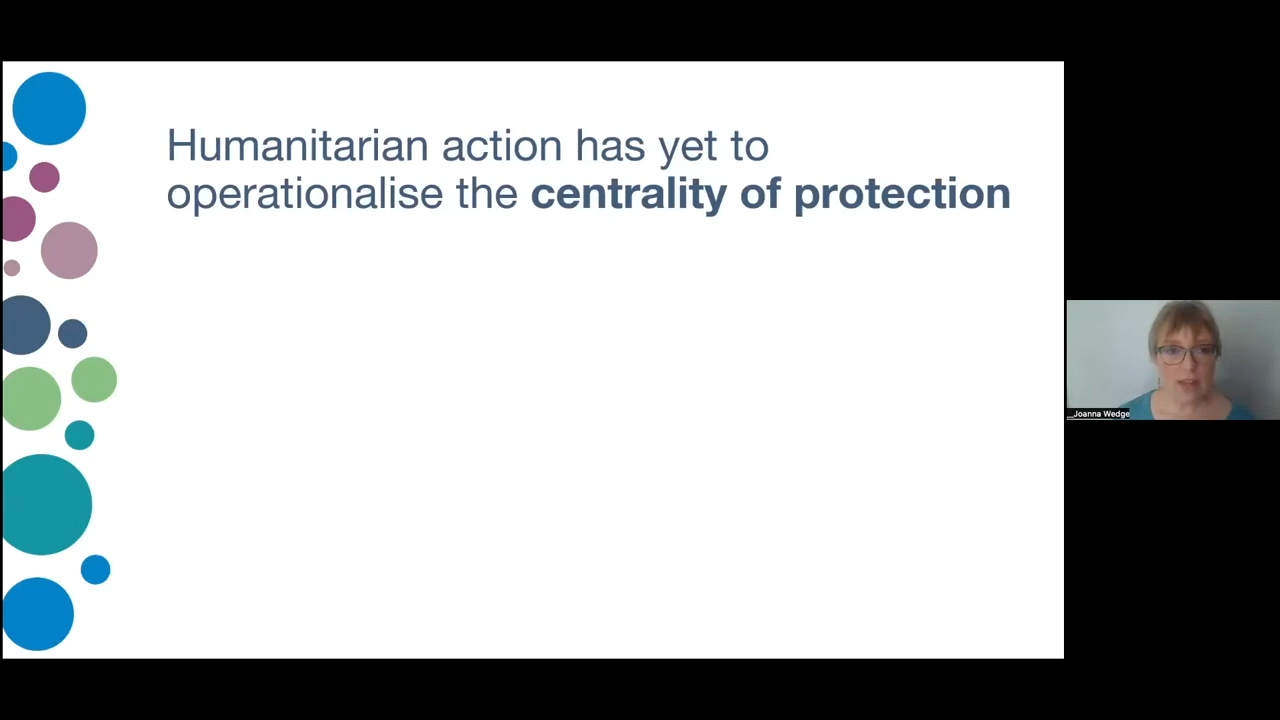 Humanitarian action has yet to
operationalise the centrality of protection
Joanna Wedge